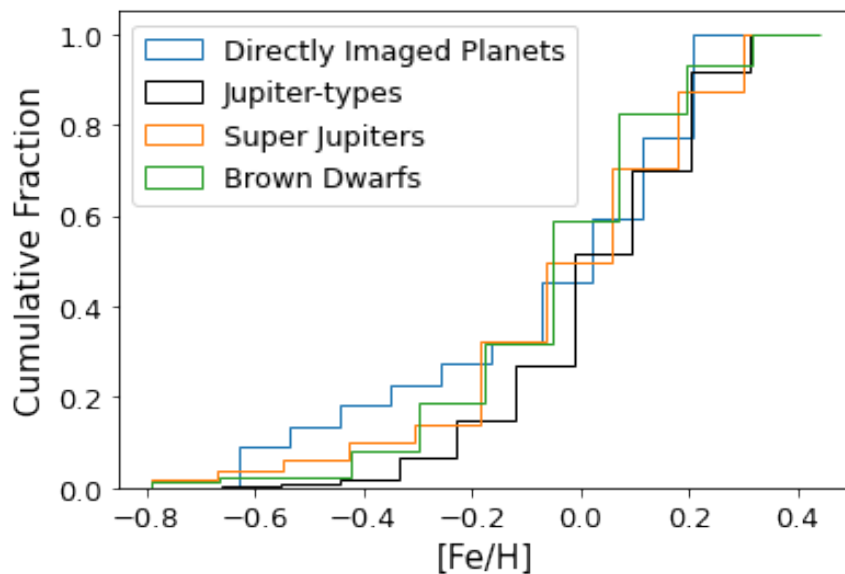 1.0
0.8
0.6
0.4
0.2
0.0
Cumulative Fraction
Directly Imaged Planets
Jupiter-types
Super Jupiters
Brown Dwarfs
−0.8 −0.6 −0.4 −0.2 0.0 0.2 0.4
[Fe/H]